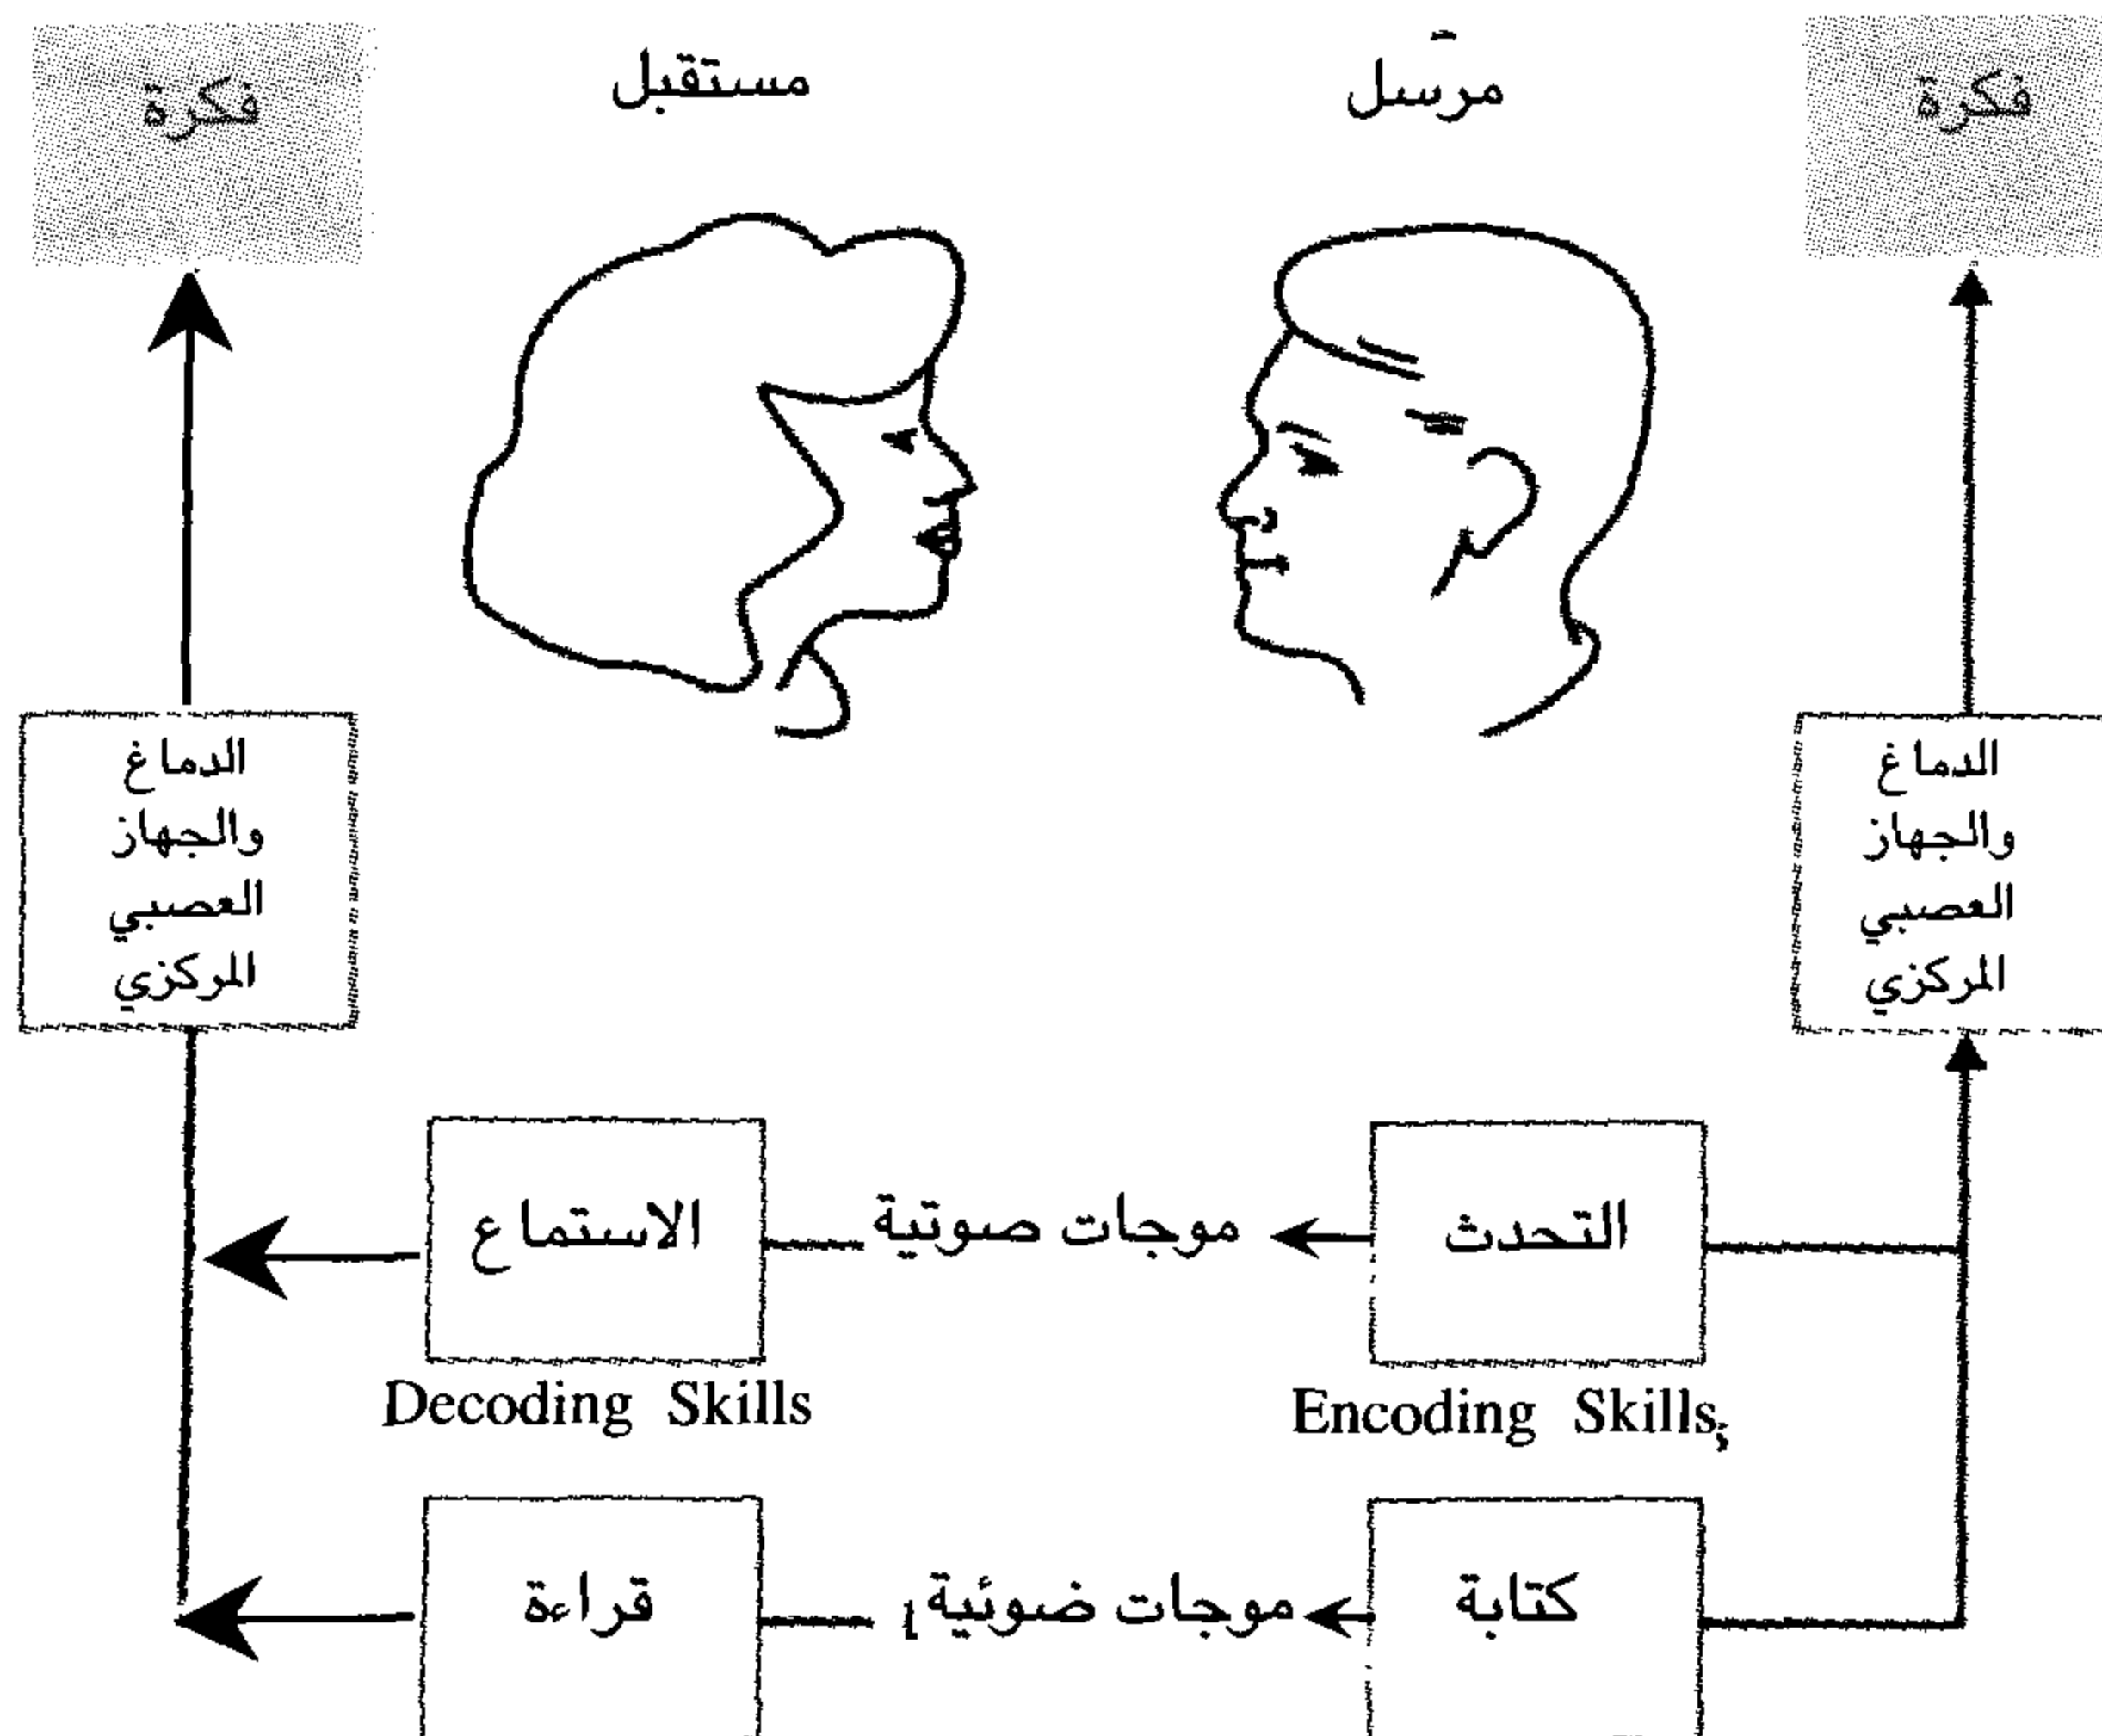 فكرة
مرسل
مستقبل
فكرة
الدماغ
والجهاز
العصبي
المركزي
الدماغ
والجهاز
العصبي
المركزي
التحدث
موجات صوتية
الاستماع
Encoding Skills
Decoding Skills
كتابة
موجات ضوئية
قراءة